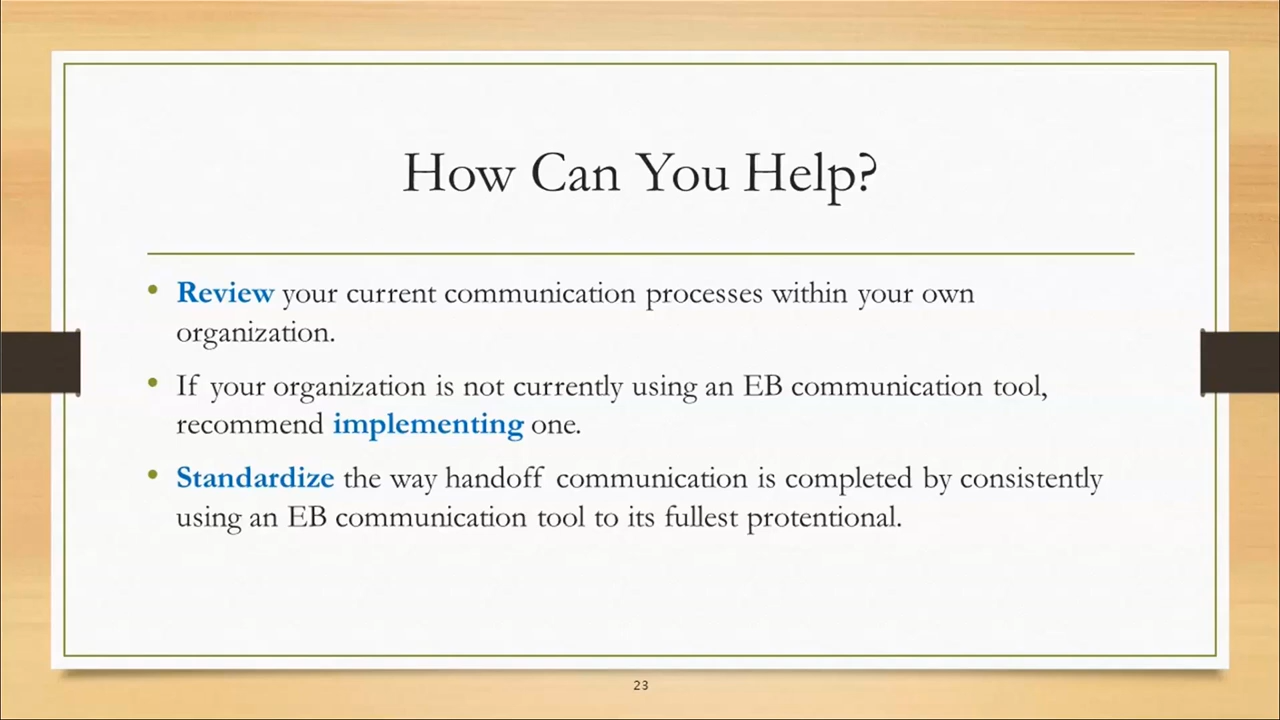 How Can You Help?
• Review your current communication processes within your own
organization.
• If your organization is not currently using an EB communication tool,
recommend implementing one.
• Standardize the way handoff communication is completed by consistently
using an EB communication tool to its fullest protentional.
23